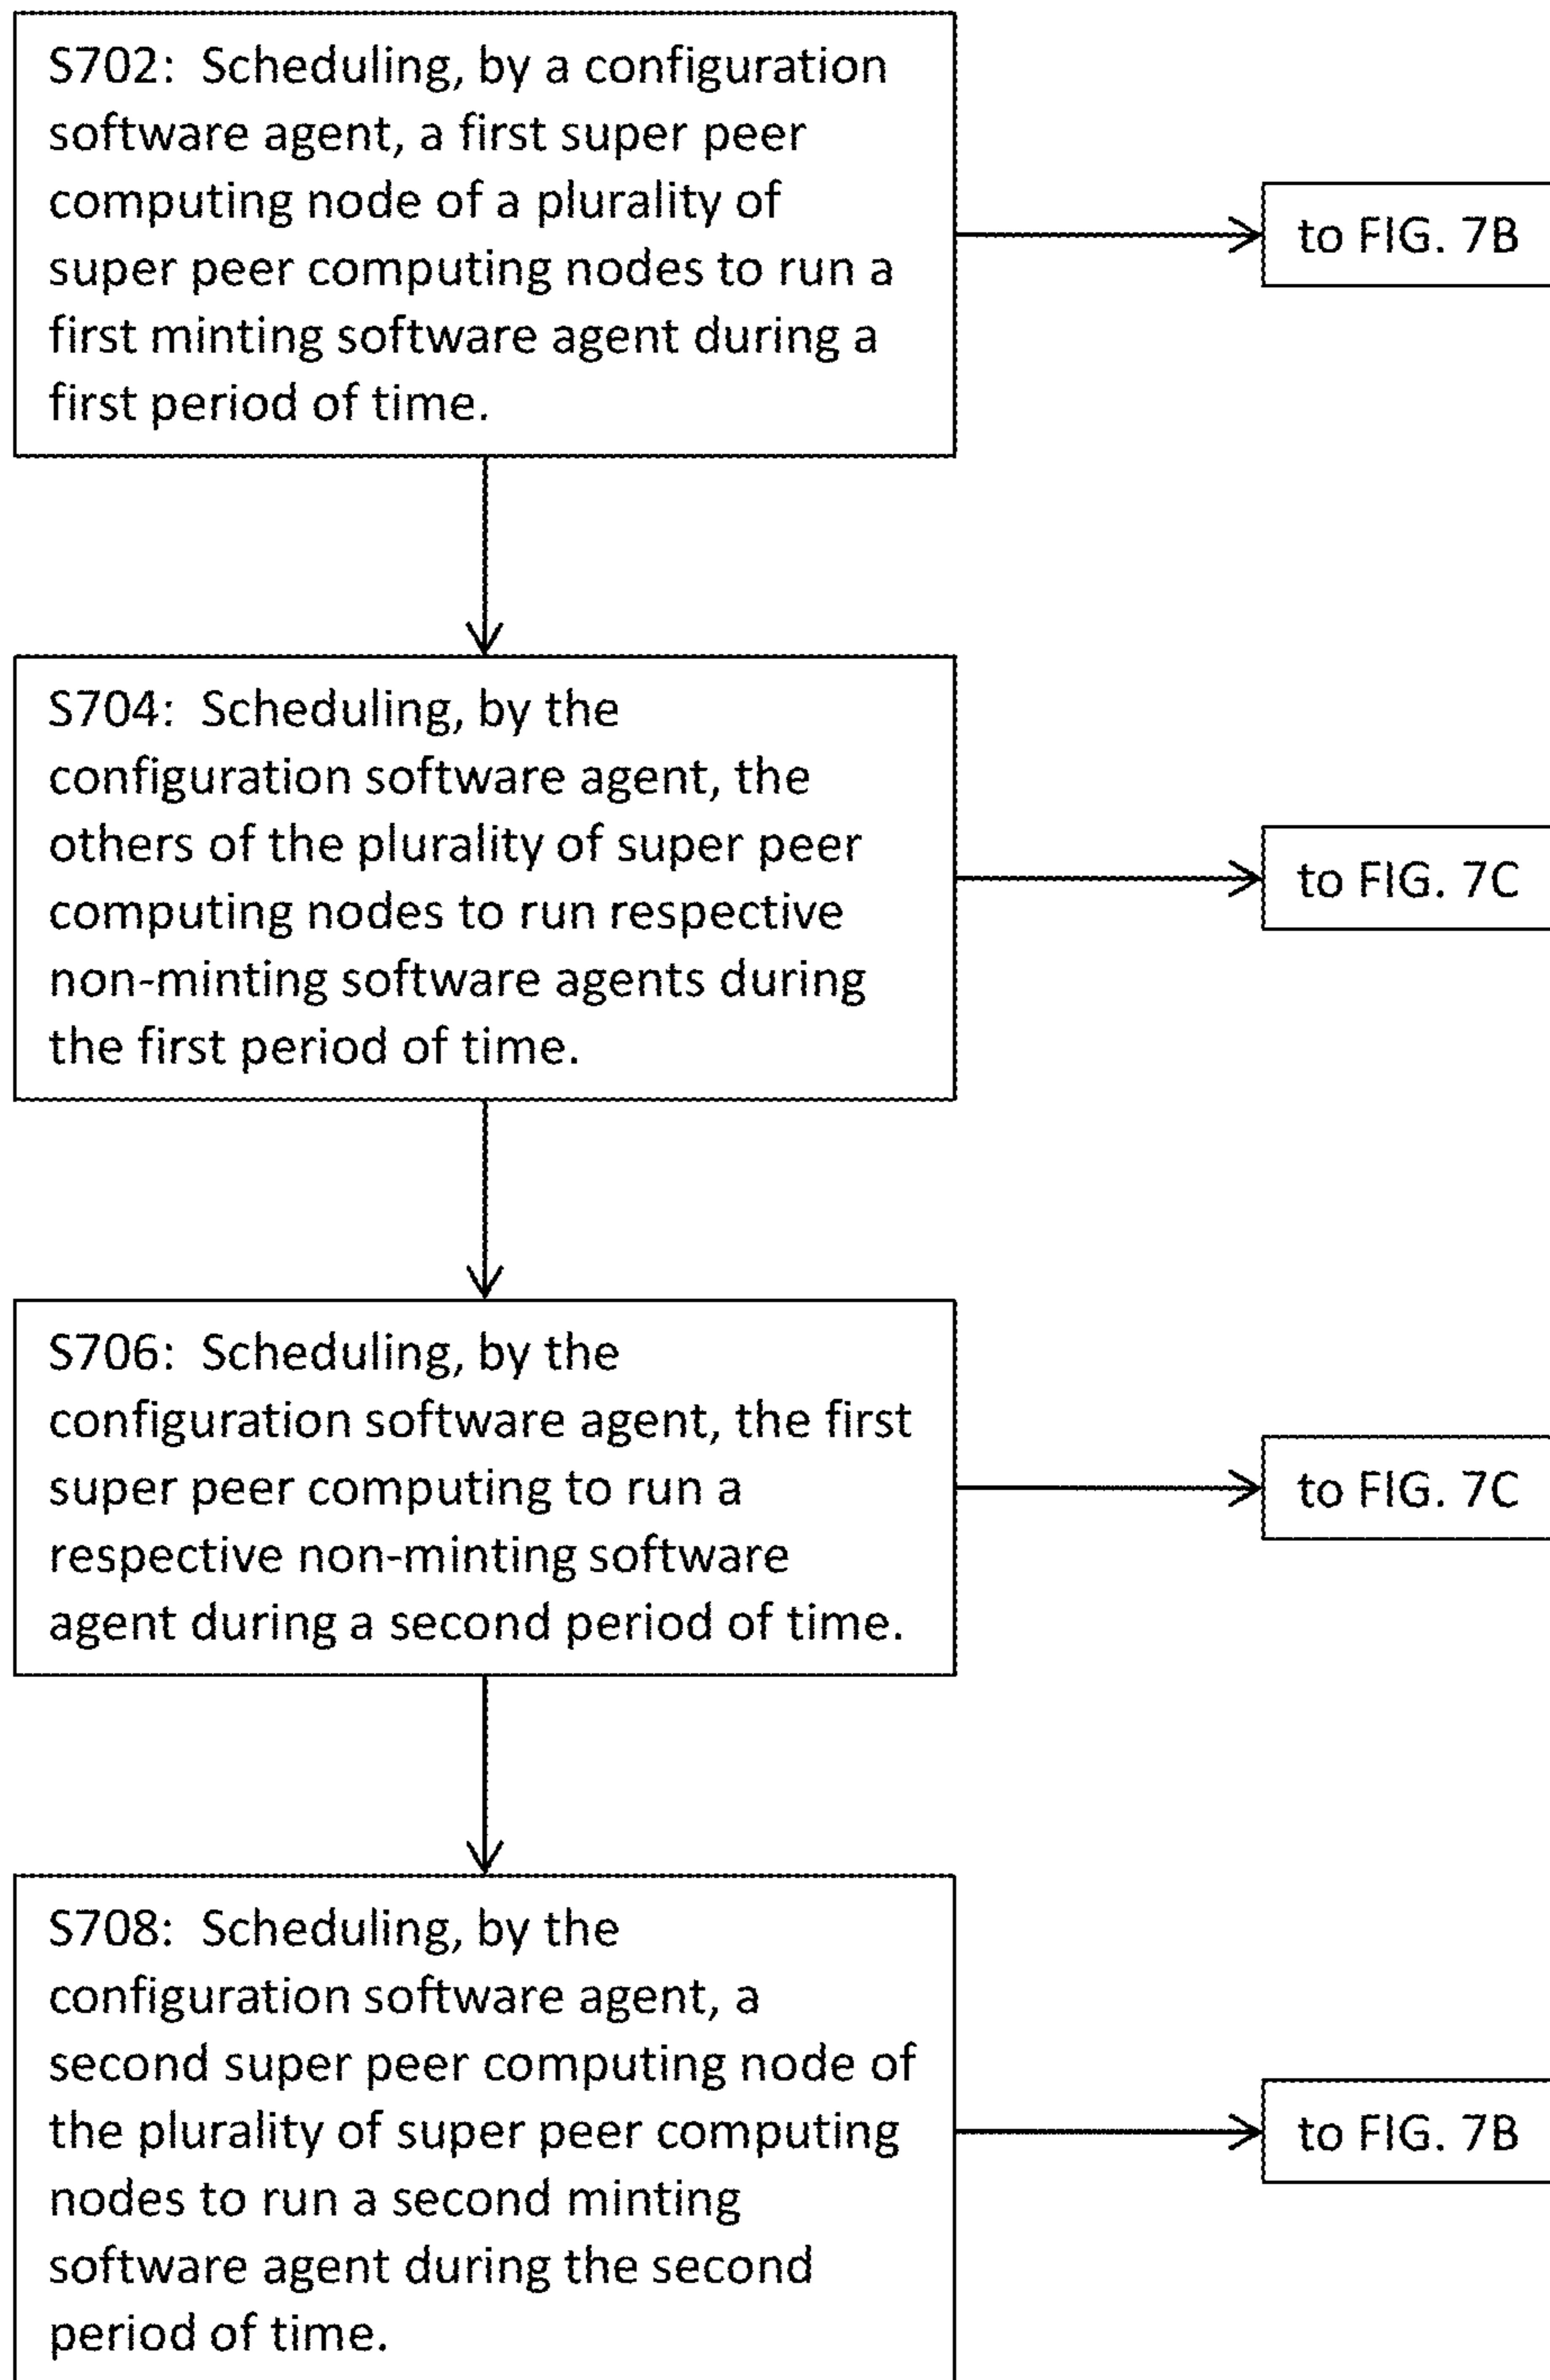 S702: Scheduling, by a configuration
software agent, a first super peer
computing node of a plurality of
super peer computing nodes to run a
first minting software agent during a
first period of time.
to FIG. 7B
S704: Scheduling, by the
configuration software agent, the
others of the plurality of super peer
computing nodes to run respective
non-minting software agents during
the first period of time.
to FIG. 7C
S706: Scheduling, by the
configuration software agent, the first
super peer computing to run a
respective non-minting software
agent during a second period of time.
to FIG. 7C
S708: Scheduling, by the
configuration software agent, a
second super peer computing node of
the plurality of super peer computing
nodes to run a second minting
software agent during the second
period of time.
to FIG. 7B